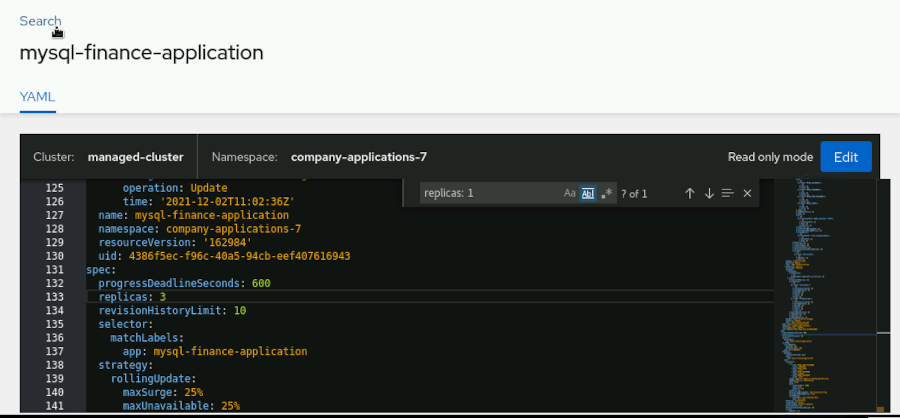 Search
mysql-finance-application
YAML
Cluster: managed-cluster Namespace: company-applications-7 Read only mode Edit
replicas: 1 Aa Abl .* ? of 1
125 operation: Update
126 time: '2021-12-02T11:02:36Z'
127 name: mysql-finance-application
128 namespace: company-applications-7
129 resourceVersion: '162984'
130 uid: 4386f5ec-f96c-40a5-94cb-eef407616943
131 spec:
132 progressDeadlineSeconds: 600
133 replicas: 3
134 revisionHistoryLimit: 10
135 selector:
136 matchLabels:
137 app: mysql-finance-application
138 strategy:
139 rollingUpdate:
140 maxSurge: 25%
141 maxUnavailable: 25%